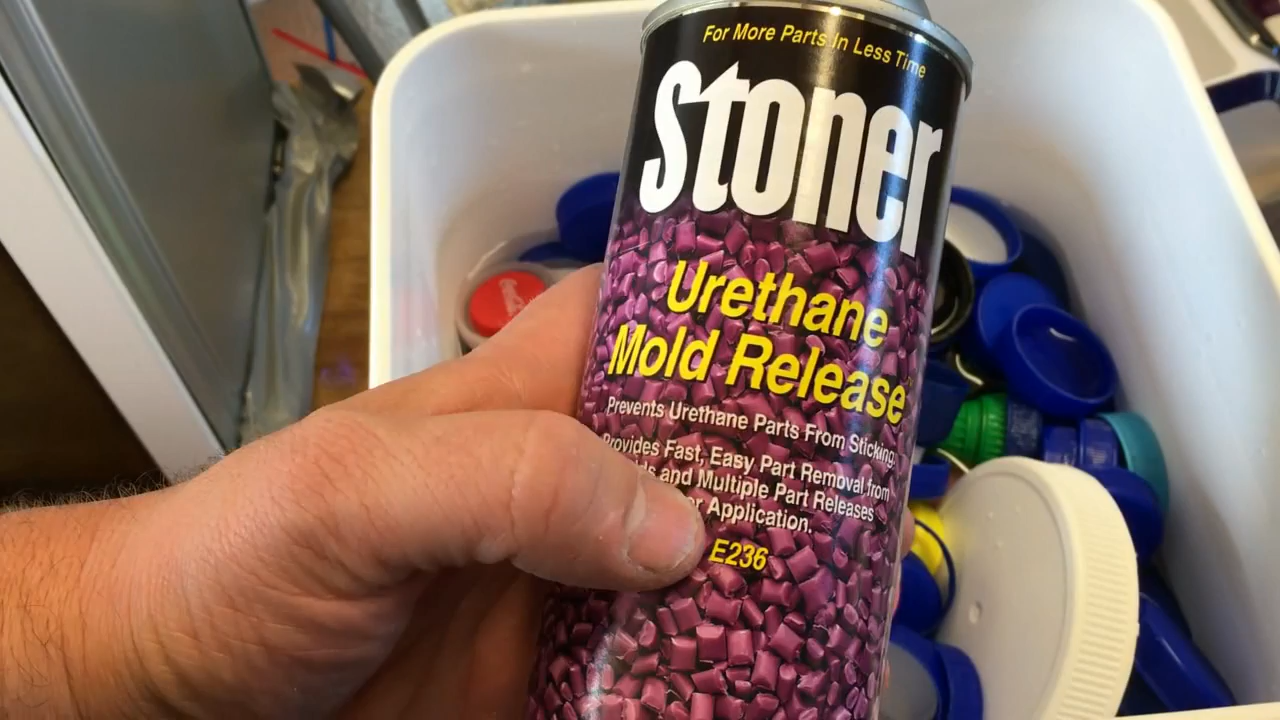 For More Parts In Less Time
Stoner
Urethane
Mold Release
Prevents Urethane Parts From Sticking.
Provides Fast, Easy Part Removal from
and Multiple Part Releases
Application.
E236